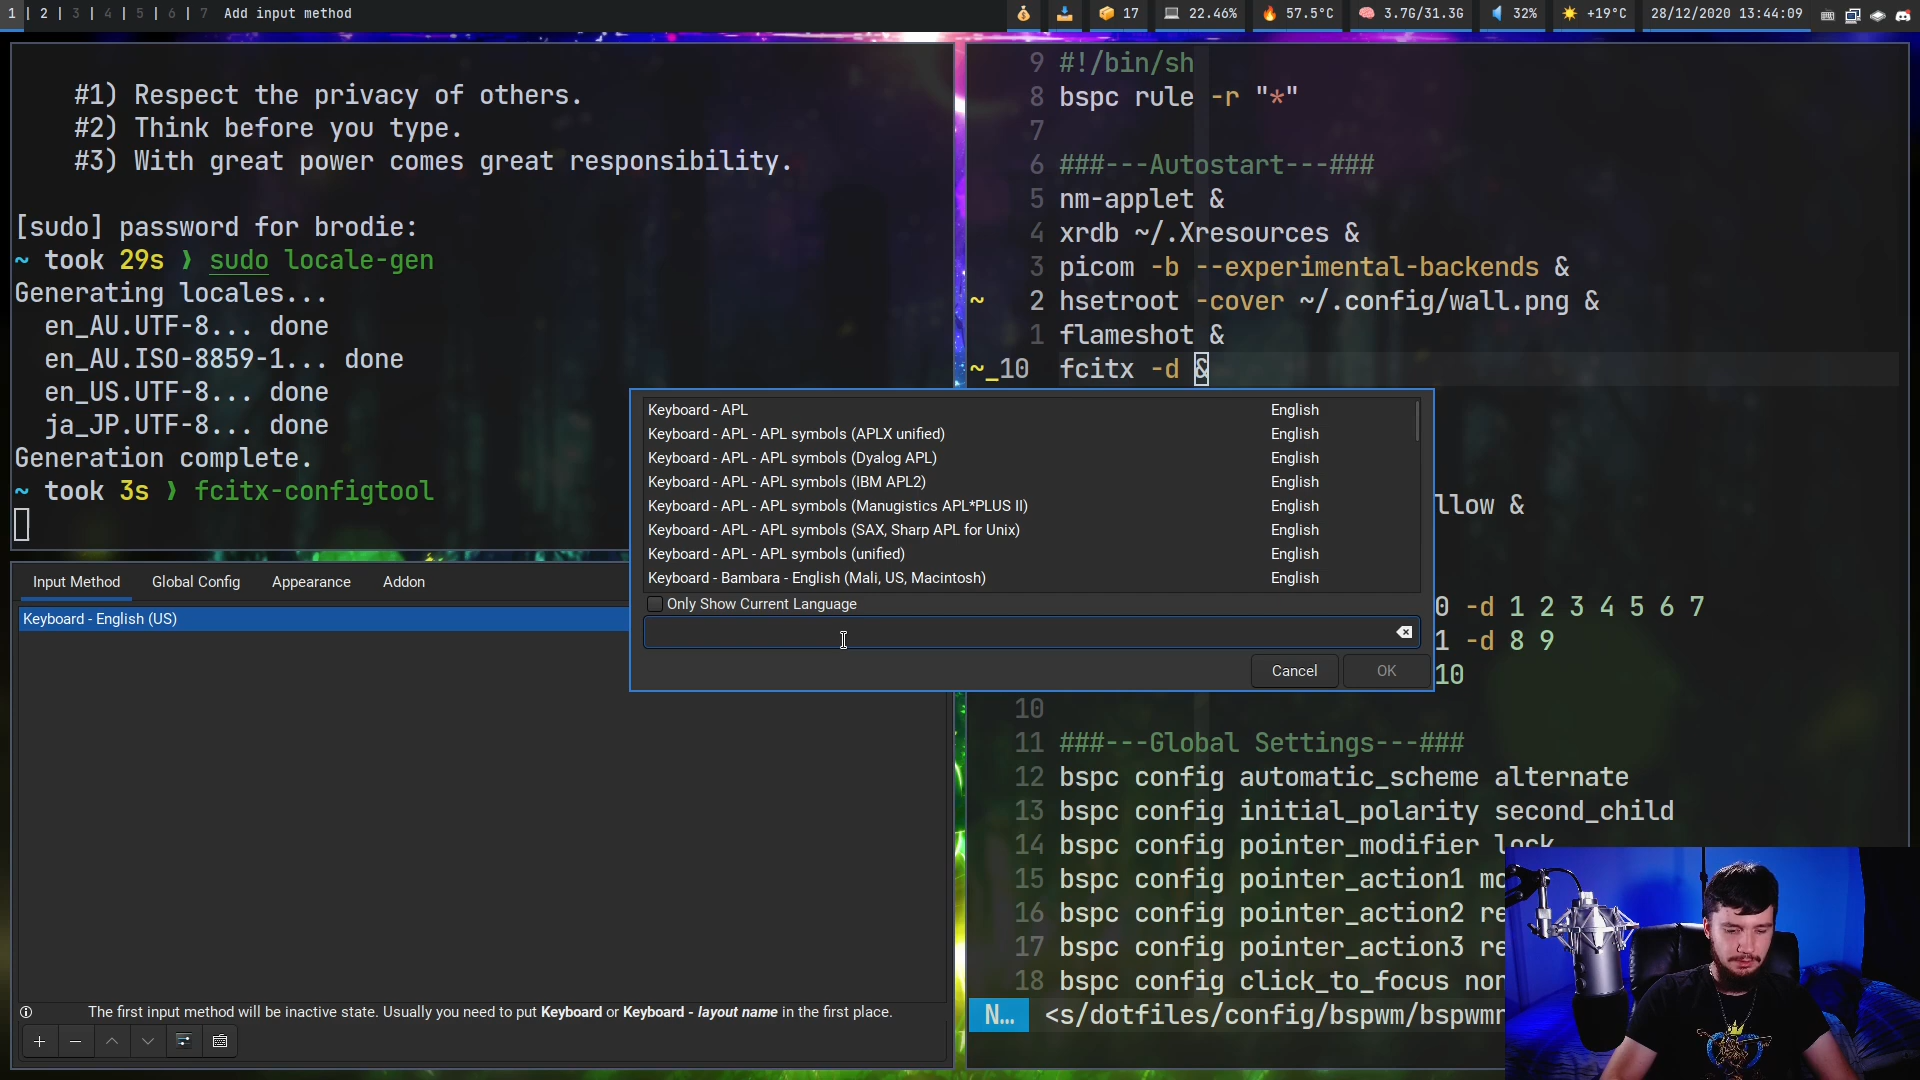 1 | 2 | 3 | 4 | 5 | 6 | 7 Add input method
17 22.46% 57.5°C 3.7G/31.3G 32% +19°C 28/12/2020 13:44:09
#1) Respect the privacy of others.
#2) Think before you type.
#3) With great power comes great responsibility.
[sudo] password for brodie:
~ took 29s ❯ sudo locale-gen
Generating locales...
en_AU.UTF-8... done
en_AU.ISO-8859-1... done
en_US.UTF-8... done
ja_JP.UTF-8... done
Generation complete.
~ took 3s ❯ fcitx-configtool
9 #!/bin/sh
8 bspc rule -r "*"
7
6 ###---Autostart---###
5 nm-applet &
4 xrdb ~/.Xresources &
3 picom -b --experimental-backends &
~ 2 hsetroot -cover ~/.config/wall.png &
1 flameshot &
~_10 fcitx -d &
llow &
0 -d 1 2 3 4 5 6 7
1 -d 8 9
10
10
11 ###---Global Settings---###
12 bspc config automatic_scheme alternate
13 bspc config initial_polarity second_child
14 bspc config pointer_modifier lock
15 bspc config pointer_action1 mo
16 bspc config pointer_action2 re
17 bspc config pointer_action3 re
18 bspc config click_to_focus non
N… <s/dotfiles/config/bspwm/bspwmr
Keyboard - APL English
Keyboard - APL - APL symbols (APLX unified) English
Keyboard - APL - APL symbols (Dyalog APL) English
Keyboard - APL - APL symbols (IBM APL2) English
Keyboard - APL - APL symbols (Manugistics APL*PLUS II) English
Keyboard - APL - APL symbols (SAX, Sharp APL for Unix) English
Keyboard - APL - APL symbols (unified) English
Keyboard - Bambara - English (Mali, US, Macintosh) English
Only Show Current Language
Cancel OK
Input Method Global Config Appearance Addon
Keyboard - English (US)
The first input method will be inactive state. Usually you need to put Keyboard or Keyboard - layout name in the first place.